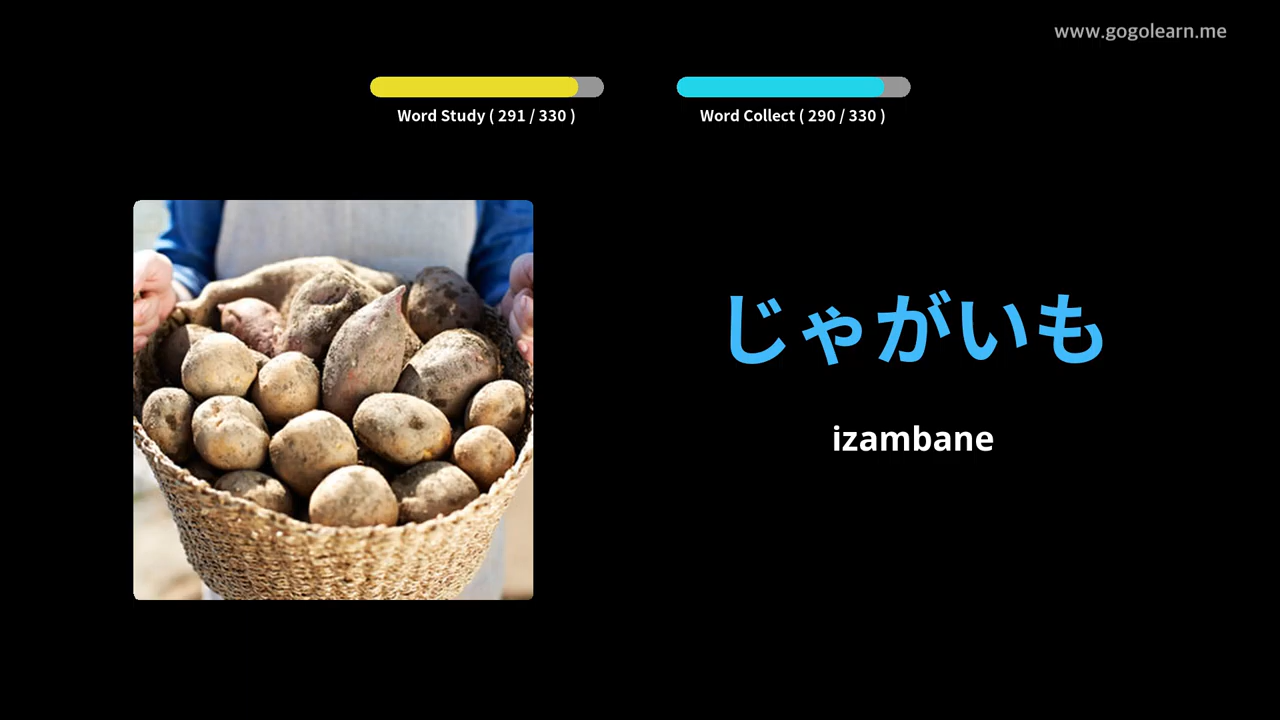 www.gogolearn.me
Word Study ( 291 / 330 )
Word Collect ( 290 / 330 )
じゃがいも
izambane